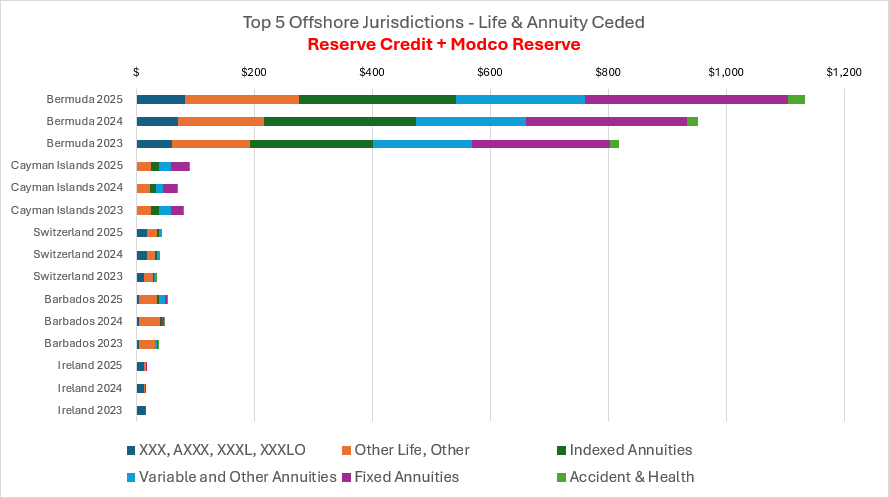 Top 5 Offshore Jurisdictions - Life & Annuity Ceded
Reserve Credit + Modco Reserve
$ $200 $400 $600 $800 $1,000 $1,200
Bermuda 2025
Bermuda 2024
Bermuda 2023
Cayman Islands 2025
Cayman Islands 2024
Cayman Islands 2023
Switzerland 2025
Switzerland 2024
Switzerland 2023
Barbados 2025
Barbados 2024
Barbados 2023
Ireland 2025
Ireland 2024
Ireland 2023
XXX, AXXX, XXXL, XXXLO Other Life, Other Indexed Annuities
Variable and Other Annuities Fixed Annuities Accident & Health